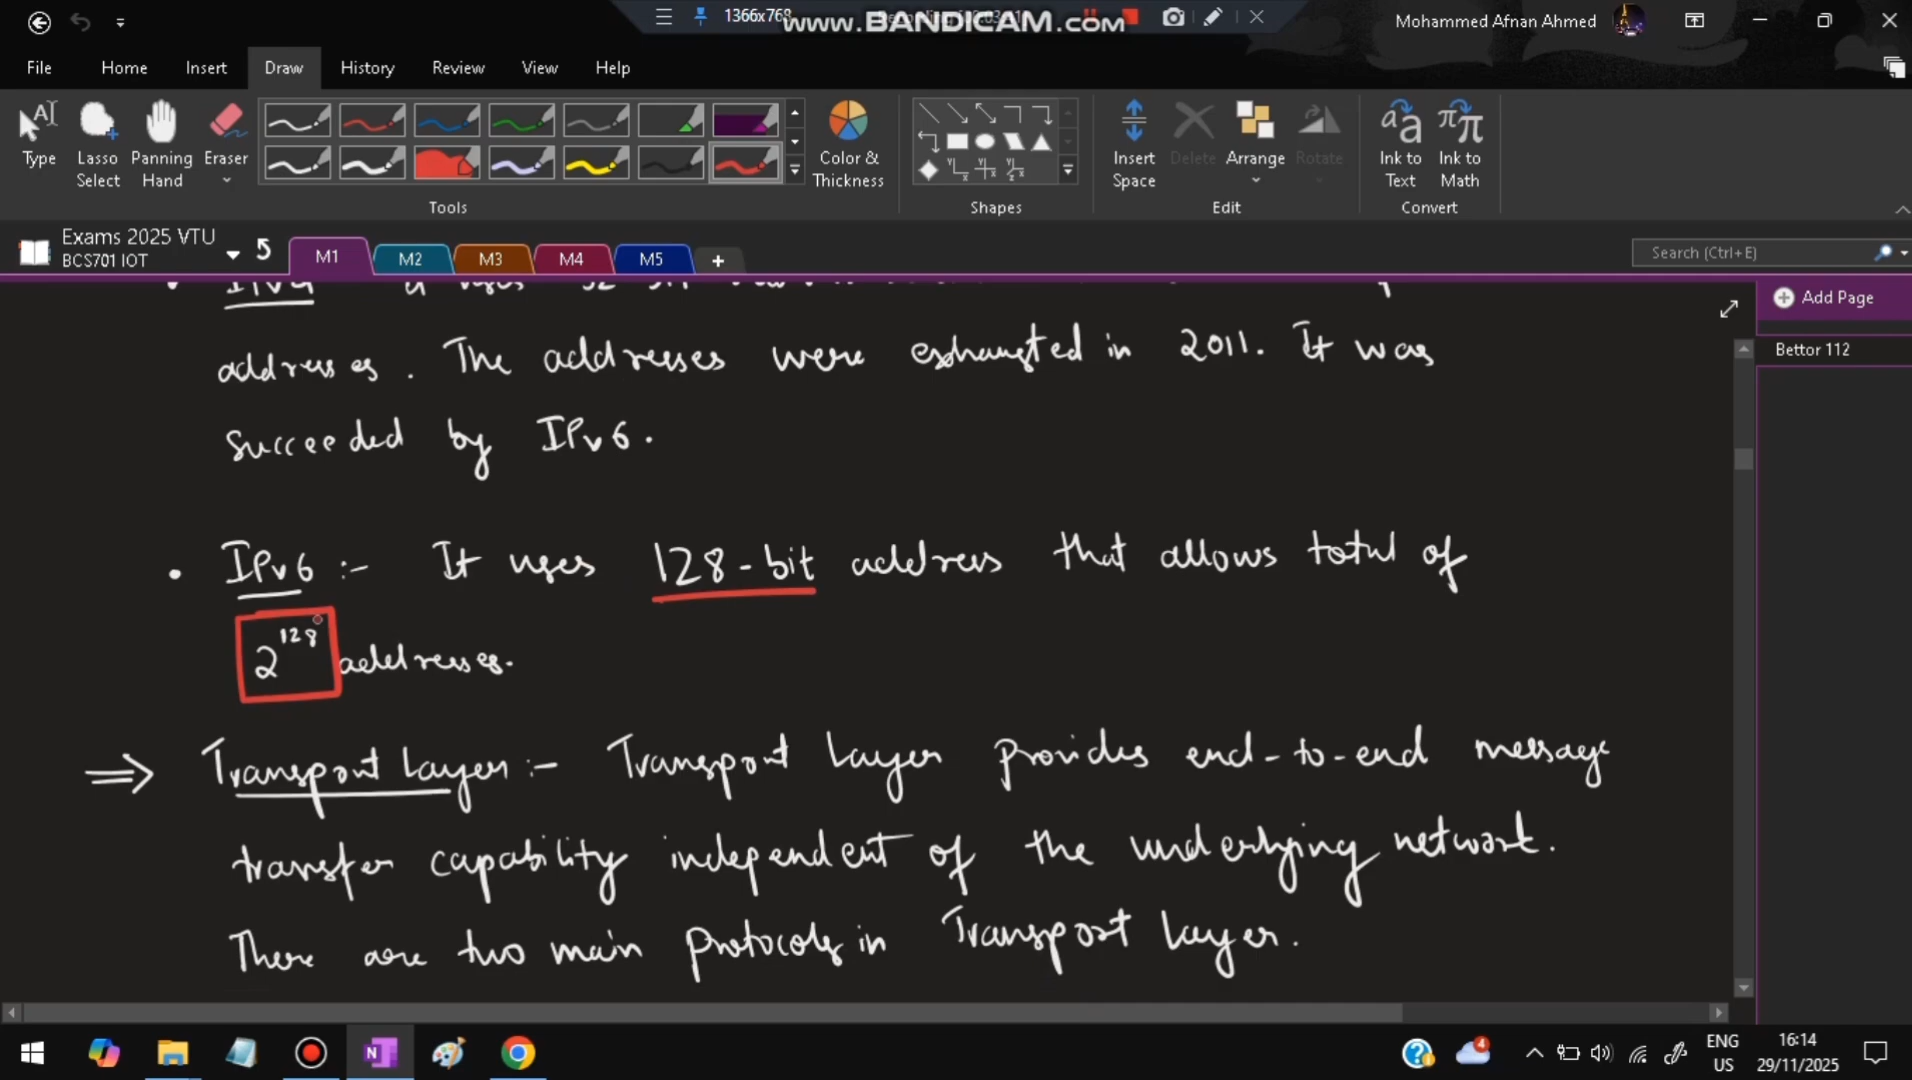 1366x768
www.BANDICAM.com
Mohammed Afnan Ahmed
File Home Insert Draw History Review View Help
Type
Lasso Select
Panning Hand
Eraser
Color & Thickness
Insert Space
Delete
Arrange
Rotate
Ink to Text
Ink to Math
Tools
Shapes
Edit
Convert
Exams 2025 VTU
BCS701 IOT
M1 M2 M3 M4 M5
Search (Ctrl+E)
Add Page
Bettor 112
IPv4
addresses. The addresses were exhausted in 2011. It was
succeeded by IPv6.
• IPv6 :- It uses 128-bit address that allows total of
2^128 addresses.
⇒ Transport Layer :- Transport Layer provides end-to-end message
transfer capability independent of the underlying network.
There are two main protocols in Transport Layer.
4
ENG
US
16:14
29/11/2025